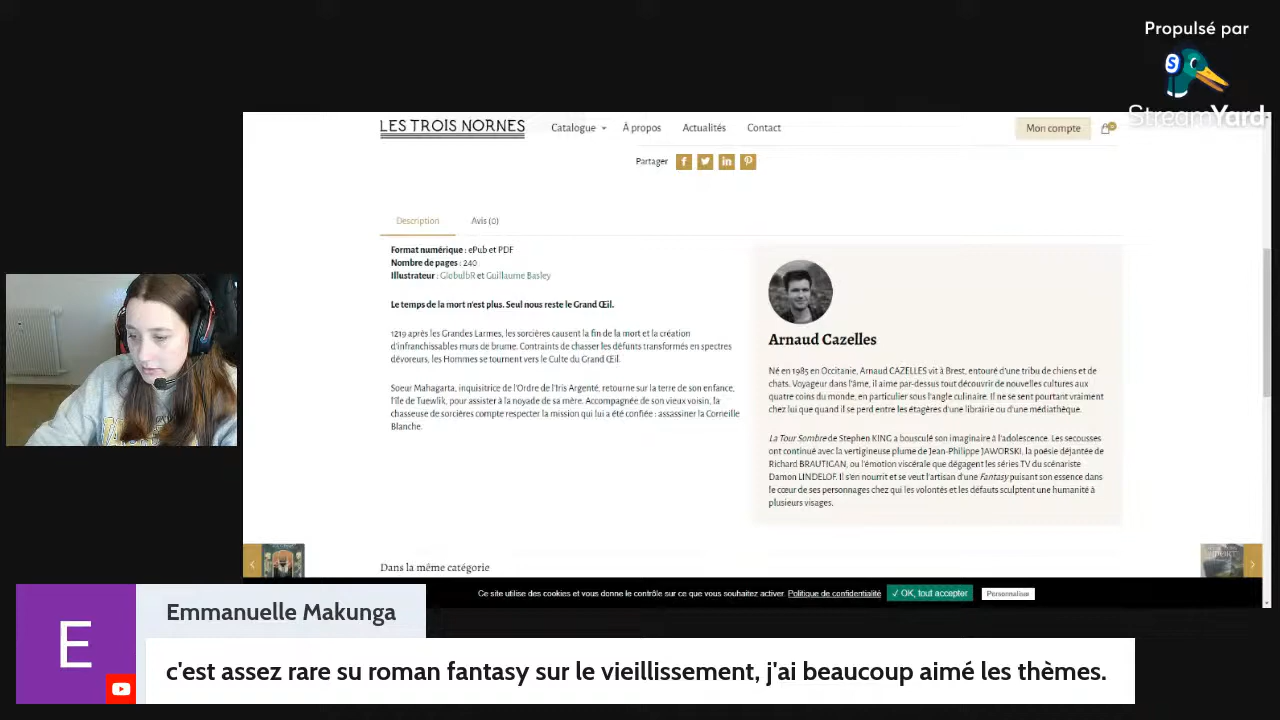 Propulsé par
StreamYard
LES TROIS NORNES
Catalogue
À propos
Actualités
Contact
Mon compte
Partager
Description
Avis (0)
Format numérique : ePub et PDF
Nombre de pages : 240
Illustrateur : GlobulbR et Guillaume Basley
Le temps de la mort n'est plus. Seul nous reste le Grand Œil.
1219 après les Grandes Larmes, les sorcières causent la fin de la mort et la création
d'infranchissables murs de brume. Contraints de chasser les défunts transformés en spectres
dévoreurs, les Hommes se tournent vers le Culte du Grand Œil.
Soeur Mahagarta, inquisitrice de l'Ordre de l'Iris Argenté, retourne sur la terre de son enfance,
l'île de Tuewlik, pour assister à la noyade de sa mère. Accompagnée de son vieux voisin, la
chasseuse de sorcières compte respecter la mission qui lui a été confiée : assassiner la Corneille
Blanche.
Arnaud Cazelles
Né en 1985 en Occitanie, Arnaud CAZELLES vit à Brest, entouré d'une tribu de chiens et de
chats. Voyageur dans l'âme, il aime par-dessus tout découvrir de nouvelles cultures aux
quatre coins du monde, en particulier sous l'angle culinaire. Il ne se sent pourtant vraiment
chez lui que quand il se perd entre les étagères d'une librairie ou d'une médiathèque.
La Tour Sombre de Stephen KING a bousculé son imaginaire à l'adolescence. Les secousses
ont continué avec la vertigineuse plume de Jean-Philippe JAWORSKI, la poésie déjantée de
Richard BRAUTIGAN, ou l'émotion viscérale que dégagent les séries TV du scénariste
Damon LINDELOF. Il s'en nourrit et se veut l'artisan d'une Fantasy puisant son essence dans
le cœur de ses personnages chez qui les volontés et les défauts sculptent une humanité à
plusieurs visages.
Dans la même catégorie
Ce site utilise des cookies et vous donne le contrôle sur ce que vous souhaitez activer Politique de confidentialité
✓ OK, tout accepter
Personnalise
E
Emmanuelle Makunga
c'est assez rare su roman fantasy sur le vieillissement, j'ai beaucoup aimé les thèmes.